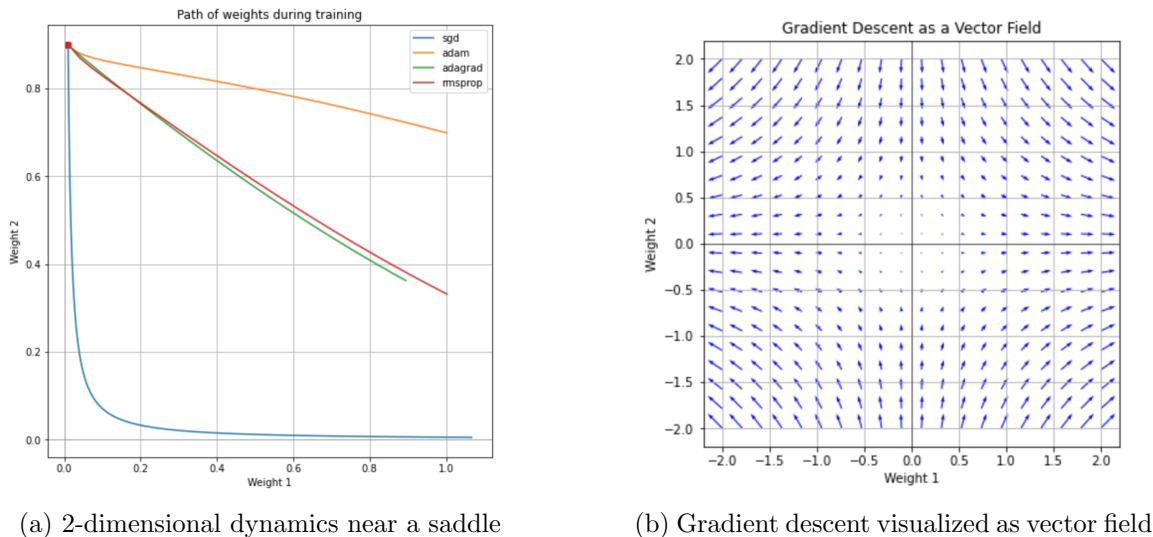 Path of weights during training
sgd
adam
adagrad
rmsprop
Weight 2
0.8
0.6
0.4
0.2
0.0
0.0 0.2 0.4 0.6 0.8 1.0
Weight 1
(a) 2-dimensional dynamics near a saddle
Gradient Descent as a Vector Field
Weight 2
2.0
1.5
1.0
0.5
0.0
−0.5
−1.0
−1.5
−2.0
−2.0 −1.5 −1.0 −0.5 0.0 0.5 1.0 1.5 2.0
Weight 1
(b) Gradient descent visualized as vector field